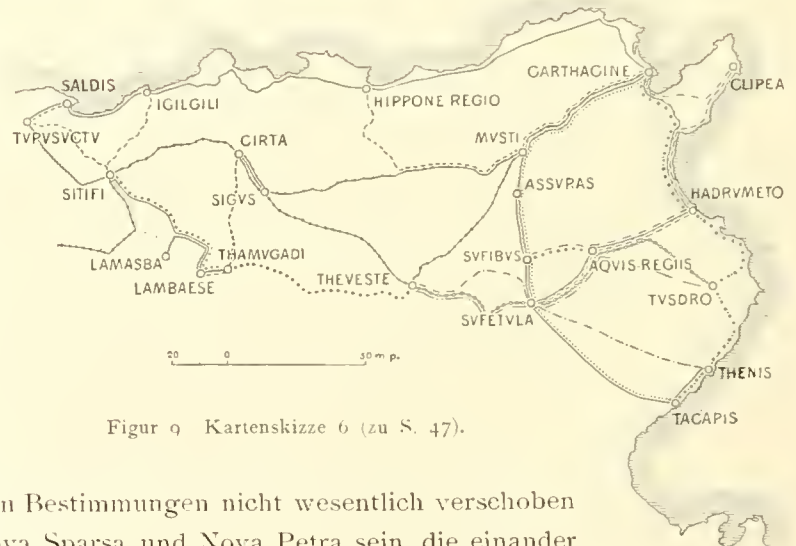 CARTHAGINE
CLIPEA
SALDIS
IGILGILI
HIPPONE REGIO
TVPVSVCTV
CIRTA
MVSTI
SITIFI
SIGVS
ASSVRAS
HADRVMETO
LAMASBA
THAMVGADI
LAMBAESE
THEVESTE
SVFIBVS
AQVIS REGIIS
SVFETVLA
TVSDRO
20 0 50 m p.
THENIS
TACAPIS
Figur 9 Kartenskizze 6 (zu S. 47).
n Bestimmungen nicht wesentlich verschoben
va Sparsa und Nova Petra sein, die einander